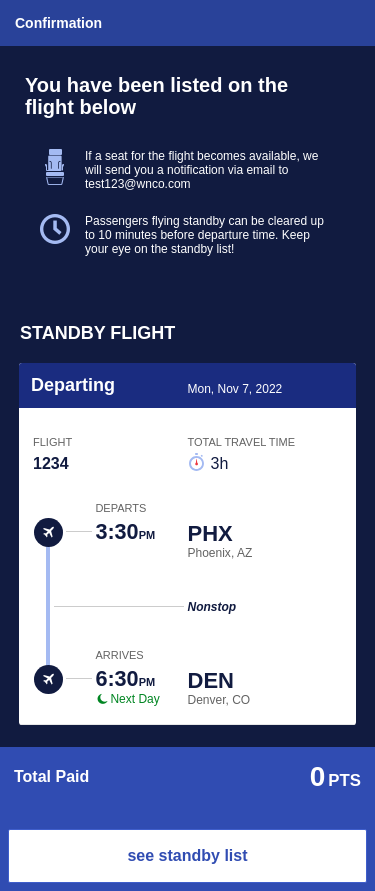 Confirmation
You have been listed on the
flight below
If a seat for the flight becomes available, we
will send you a notification via email to
test123@wnco.com
Passengers flying standby can be cleared up
to 10 minutes before departure time. Keep
your eye on the standby list!
STANDBY FLIGHT
Departing Mon, Nov 7, 2022
FLIGHT TOTAL TRAVEL TIME
1234 3h
DEPARTS
3:30PM PHX
Phoenix, AZ
Nonstop
ARRIVES
6:30PM DEN
Next Day Denver, CO
Total Paid 0 PTS
see standby list